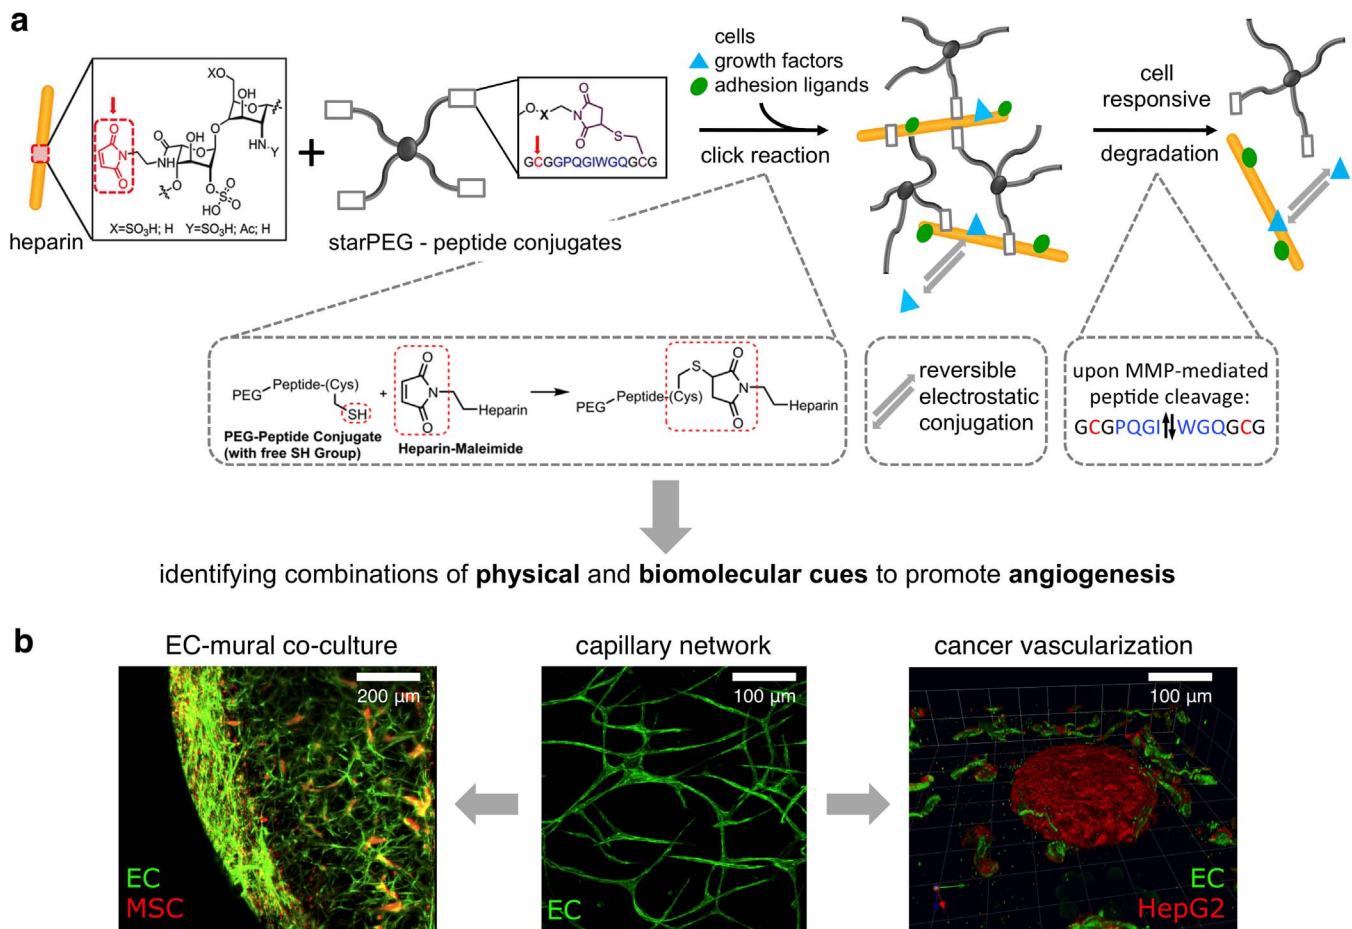 a
heparin
XO
OH
O
O
N
O
OH
O
NH
O
HN-Y
O
O
O
S
HO
O
X=SO₃H; H   Y=SO₃H; Ac; H
+
starPEG - peptide conjugates
O
X
N
O
O
S
GCGGPQGIWGQGCG
cells
growth factors
adhesion ligands
click reaction
cell
responsive
degradation
PEG
Peptide-(Cys)
SH
PEG-Peptide Conjugate
(with free SH Group)
+
O
N
O
Heparin
Heparin-Maleimide
PEG
Peptide-(Cys)
S
O
N
O
Heparin
reversible
electrostatic
conjugation
upon MMP-mediated
peptide cleavage:
GCGPQGI WGQGCG
identifying combinations of physical and biomolecular cues to promote angiogenesis
b
EC-mural co-culture
200 µm
EC
MSC
capillary network
100 µm
EC
cancer vascularization
100 µm
EC
HepG2